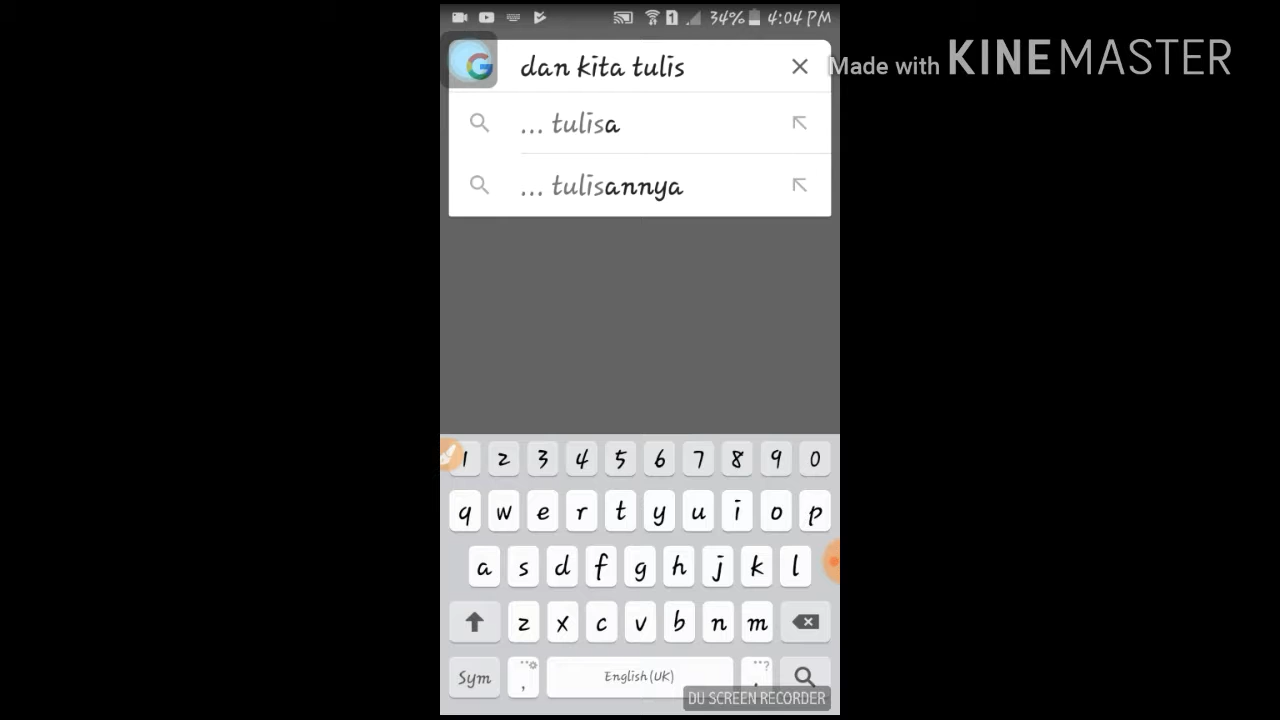 34% 4:04 PM
dan kita tulis
Made with KINEMASTER
... tulisa
... tulisannya
1 2 3 4 5 6 7 8 9 0
q w e r t y u i o p
a s d f g h j k l
z x c v b n m
Sym , English (UK) . ?
DU SCREEN RECORDER